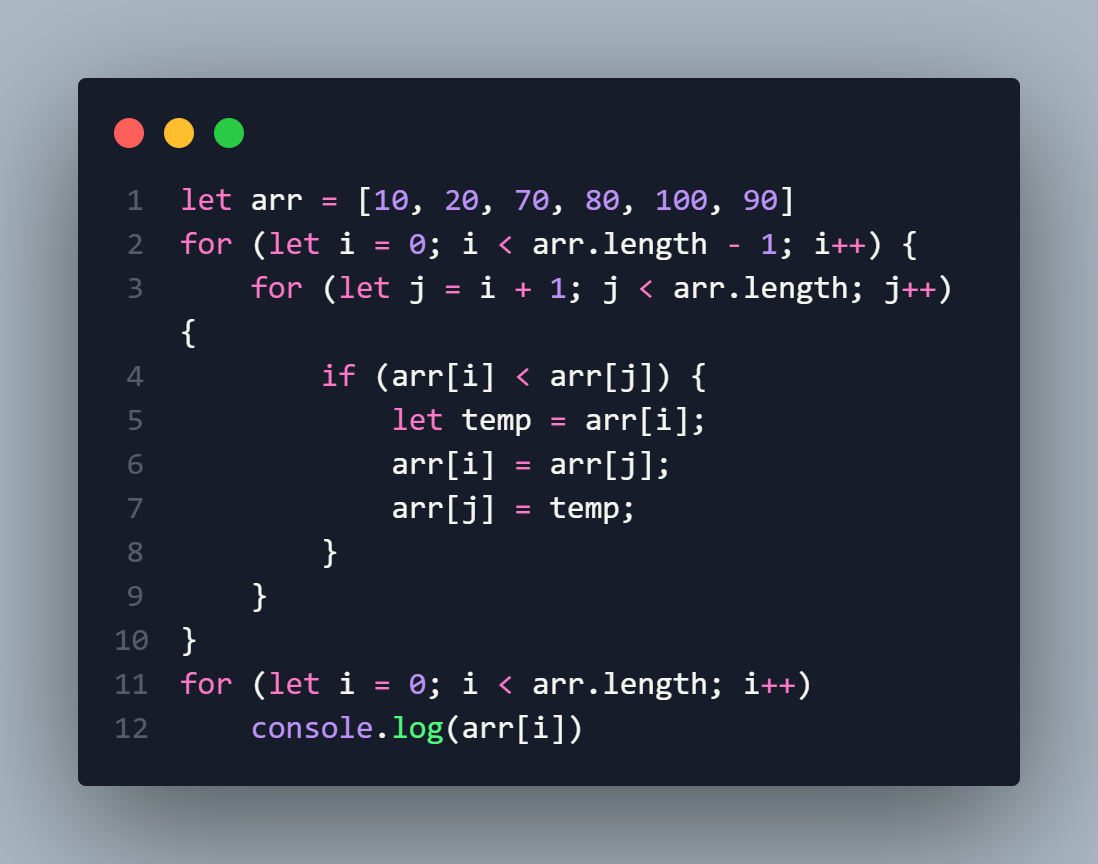 1 let arr = [10, 20, 70, 80, 100, 90]
2 for (let i = 0; i < arr.length - 1; i++) {
3     for (let j = i + 1; j < arr.length; j++)
{
4         if (arr[i] < arr[j]) {
5             let temp = arr[i];
6             arr[i] = arr[j];
7             arr[j] = temp;
8         }
9     }
10 }
11 for (let i = 0; i < arr.length; i++)
12     console.log(arr[i])